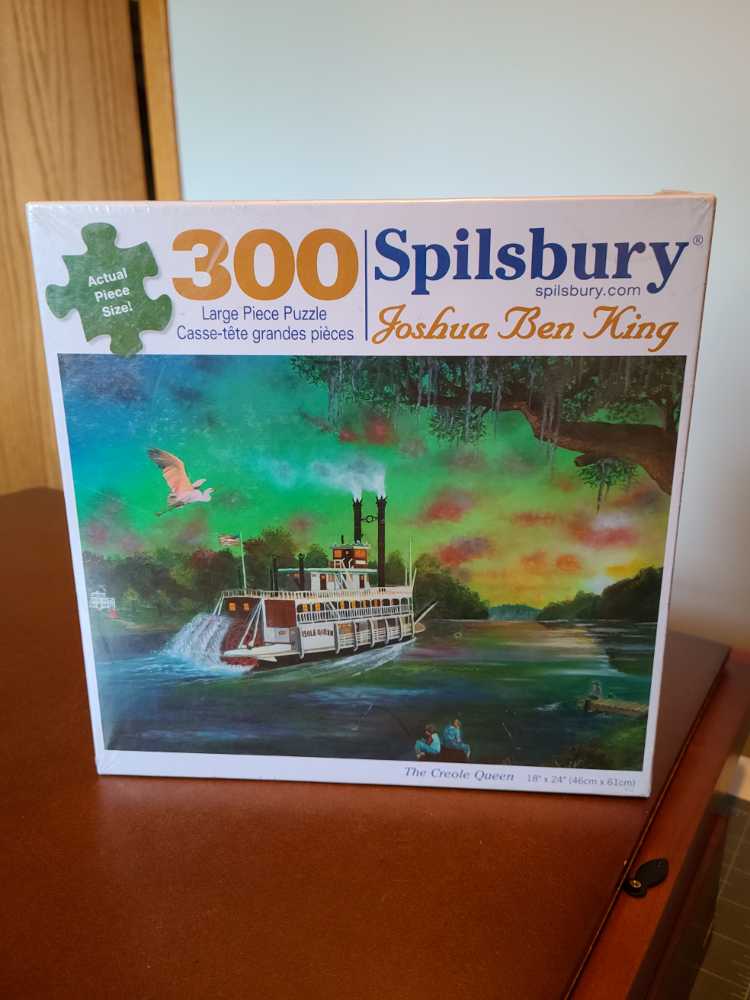 Actual
Piece
Size!
300
Large Piece Puzzle
Casse-tête grandes pièces
Spilsbury®
spilsbury.com
Joshua Ben King
The Creole Queen 18" x 24" (46cm x 61cm)